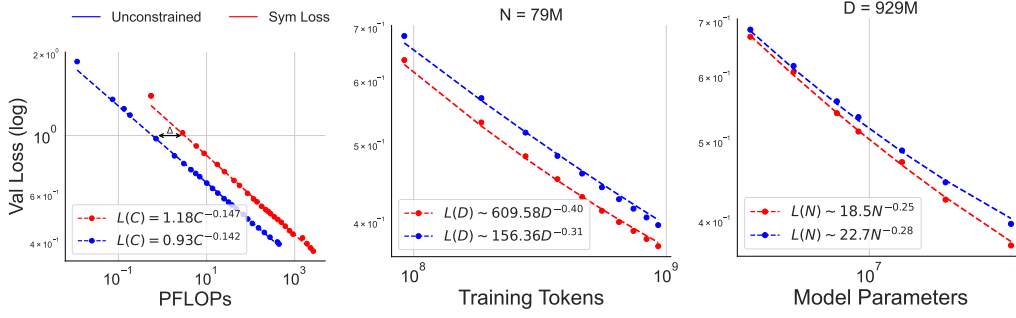 Unconstrained
Sym Loss
Val Loss (log)
2 × 10⁰
10⁰
6 × 10⁻¹
4 × 10⁻¹
Δ
L(C) = 1.18C⁻⁰·¹⁴⁷
L(C) = 0.93C⁻⁰·¹⁴²
10⁻¹
10¹
10³
PFLOPs
N = 79M
7 × 10⁻¹
6 × 10⁻¹
5 × 10⁻¹
4 × 10⁻¹
L(D) ~ 609.58D⁻⁰·⁴⁰
L(D) ~ 156.36D⁻⁰·³¹
10⁸
10⁹
Training Tokens
D = 929M
7 × 10⁻¹
6 × 10⁻¹
5 × 10⁻¹
4 × 10⁻¹
L(N) ~ 18.5N⁻⁰·²⁵
L(N) ~ 22.7N⁻⁰·²⁸
10⁷
Model Parameters